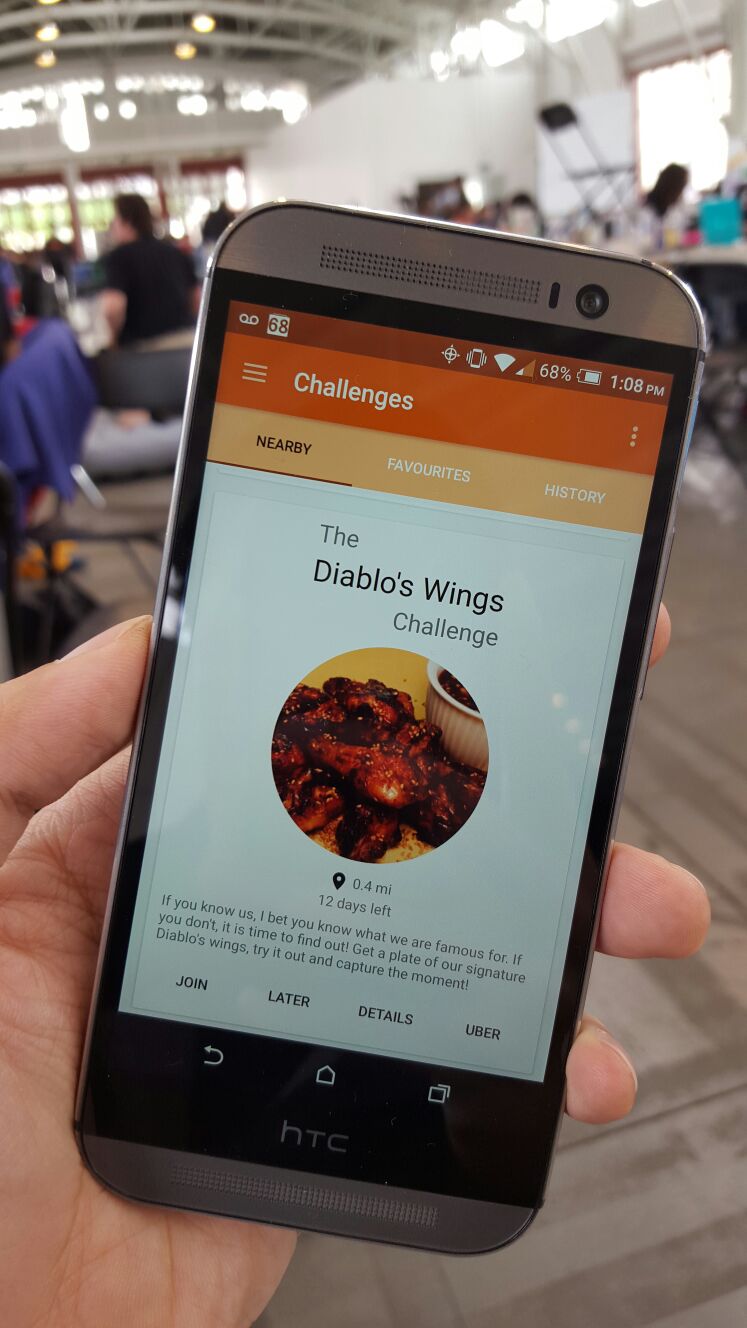 68
68%
1:08 PM
Challenges
NEARBY
FAVOURITES
HISTORY
The
Diablo's Wings
Challenge
0.4 mi
12 days left
If you know us, I bet you know what we are famous for. If
you don't, it is time to find out! Get a plate of our signature
Diablo's wings, try it out and capture the moment!
JOIN
LATER
DETAILS
UBER
hTC